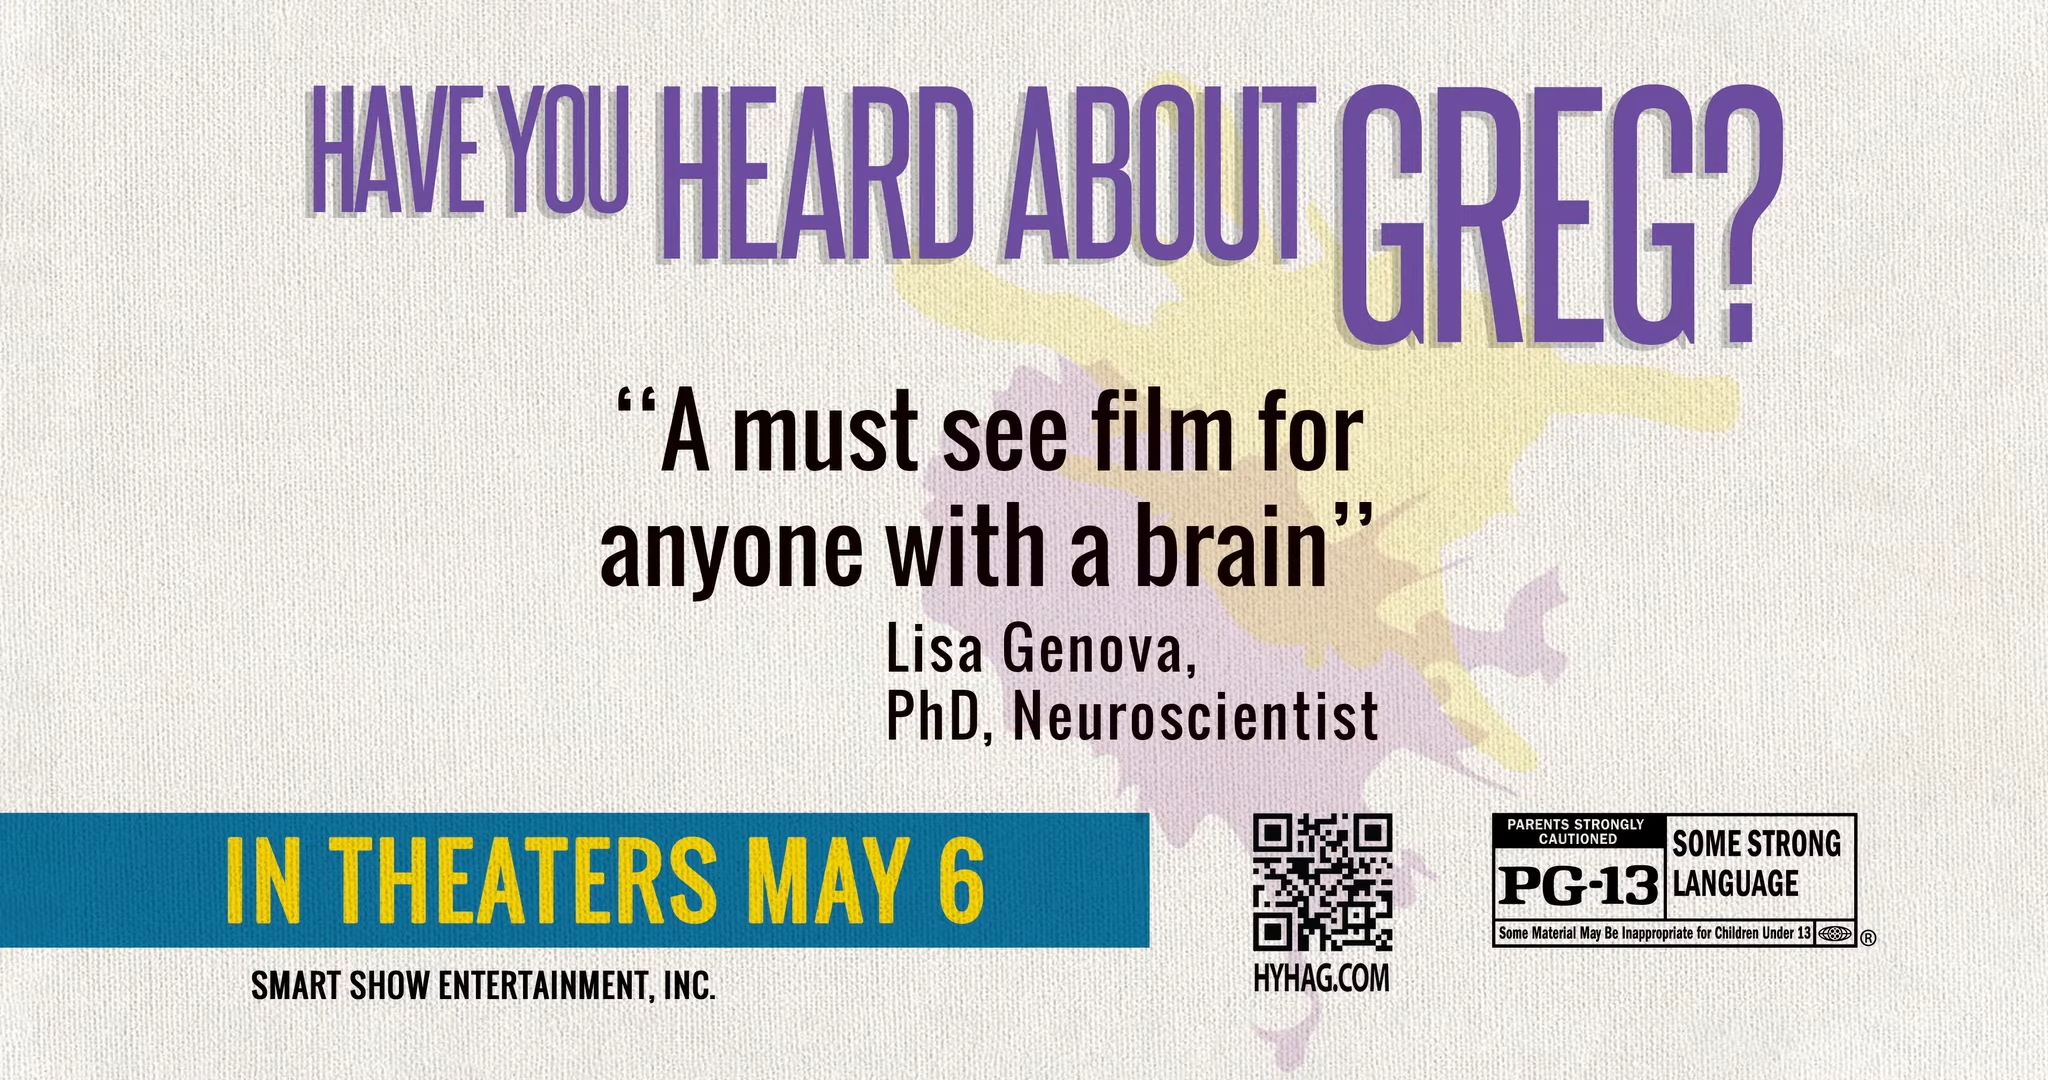 HAVE YOU HEARD ABOUT GREG?
‘‘A must see film for
anyone with a brain’’
Lisa Genova,
PhD, Neuroscientist
IN THEATERS MAY 6
SMART SHOW ENTERTAINMENT, INC.
HYHAG.COM
PARENTS STRONGLY
CAUTIONED
PG-13
SOME STRONG
LANGUAGE
Some Material May Be Inappropriate for Children Under 13
®